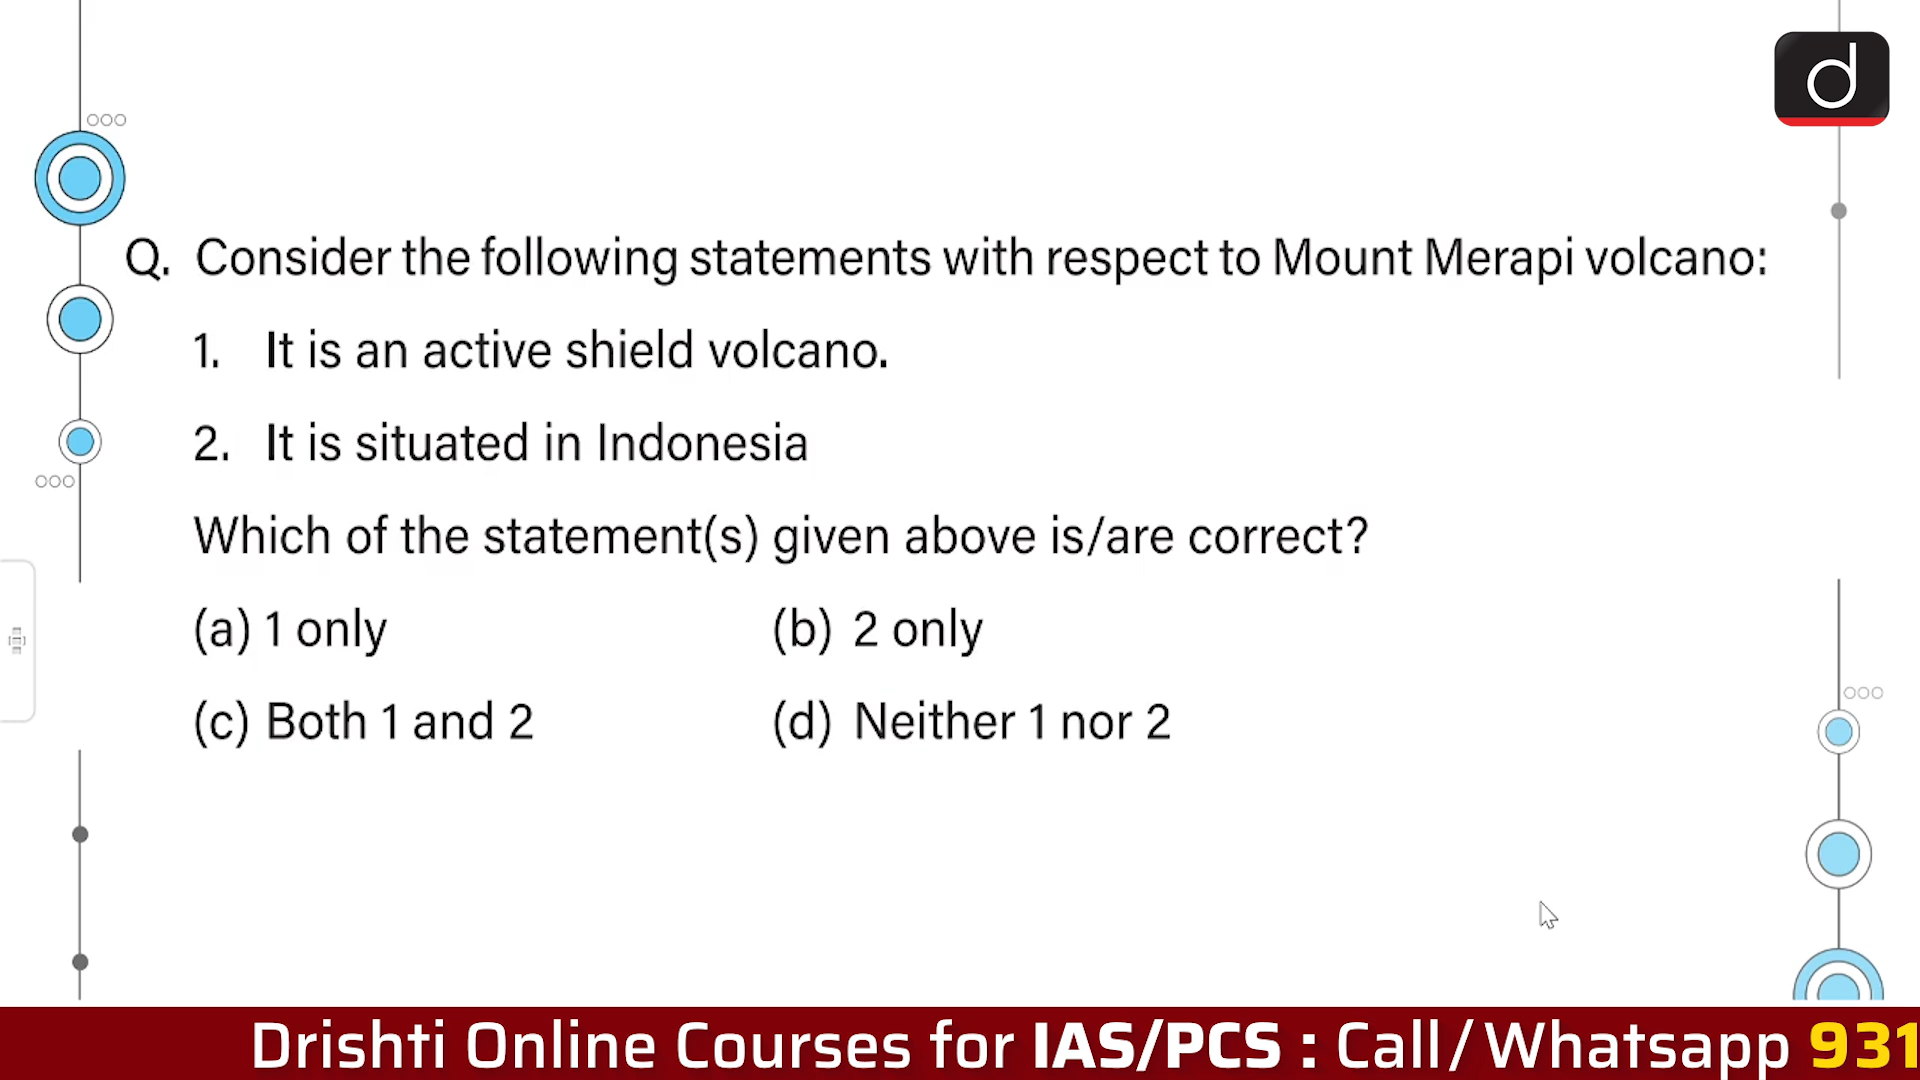 d
Q. Consider the following statements with respect to Mount Merapi volcano:
1. It is an active shield volcano.
2. It is situated in Indonesia
Which of the statement(s) given above is/are correct?
(a) 1 only (b) 2 only
(c) Both 1 and 2 (d) Neither 1 nor 2
Drishti Online Courses for IAS/PCS : Call/Whatsapp 931